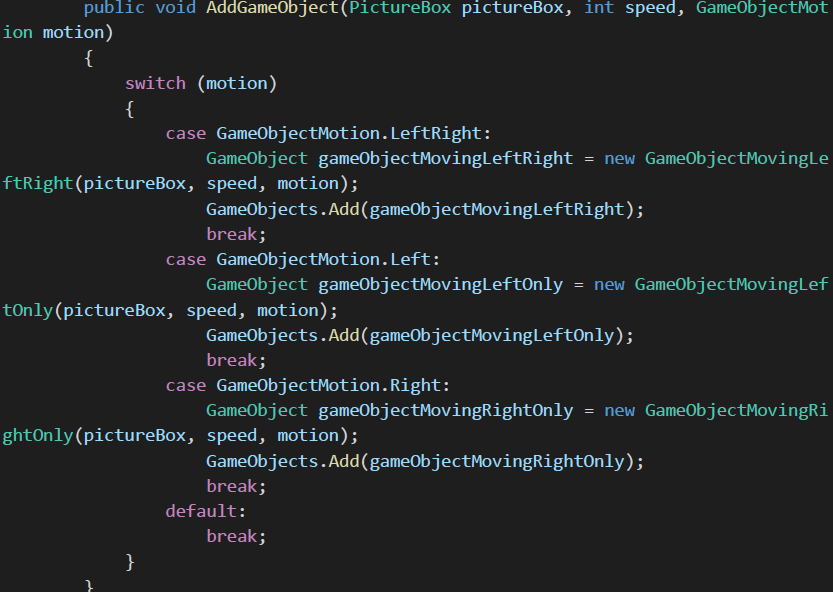 public void AddGameObject(PictureBox pictureBox, int speed, GameObjectMot
ion motion)
{
switch (motion)
{
case GameObjectMotion.LeftRight:
GameObject gameObjectMovingLeftRight = new GameObjectMovingLe
ftRight(pictureBox, speed, motion);
GameObjects.Add(gameObjectMovingLeftRight);
break;
case GameObjectMotion.Left:
GameObject gameObjectMovingLeftOnly = new GameObjectMovingLef
tOnly(pictureBox, speed, motion);
GameObjects.Add(gameObjectMovingLeftOnly);
break;
case GameObjectMotion.Right:
GameObject gameObjectMovingRightOnly = new GameObjectMovingRi
ghtOnly(pictureBox, speed, motion);
GameObjects.Add(gameObjectMovingRightOnly);
break;
default:
break;
}
}